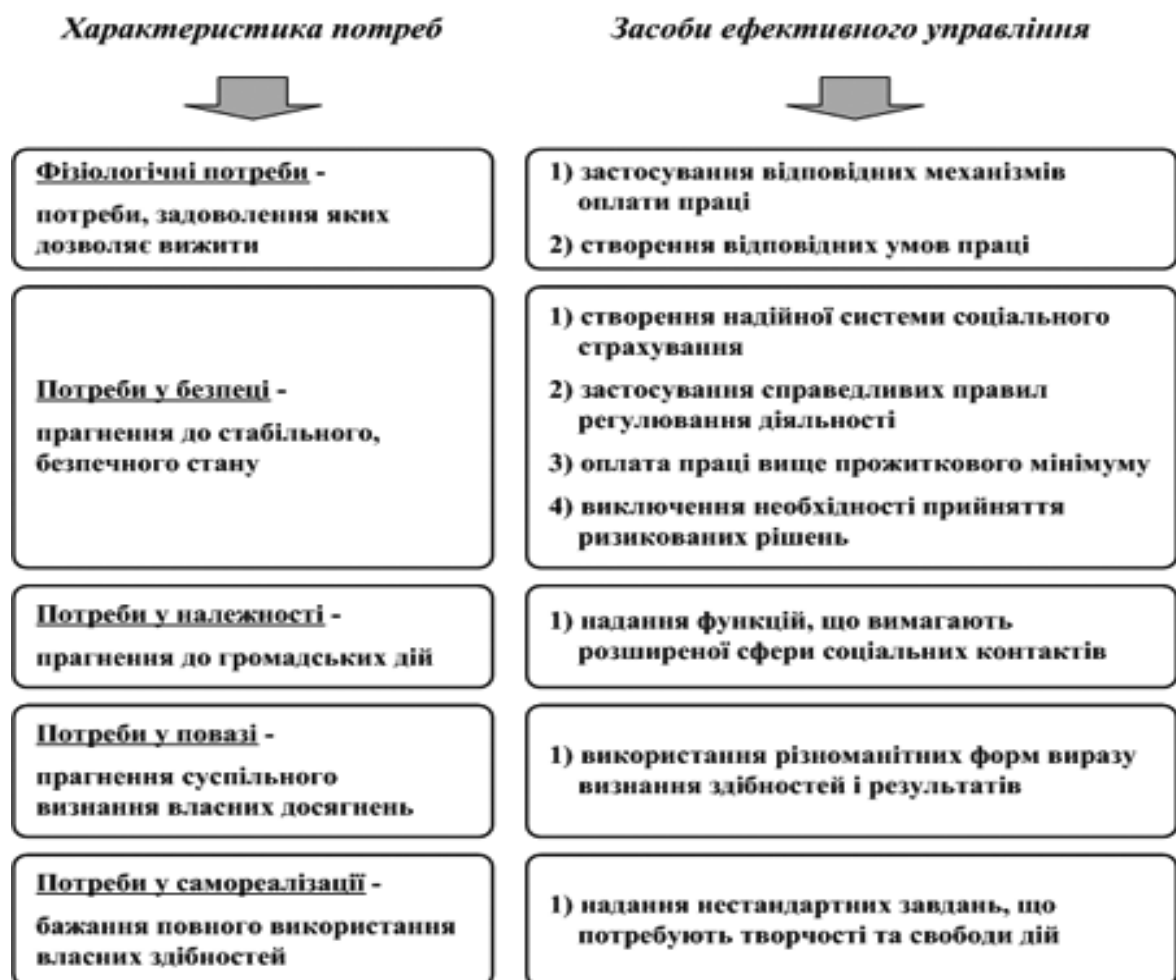 Характеристика потреб
Засоби ефективного управління
Фізіологічні потреби -
потреби, задоволення яких
дозволяє вижити
1) застосування відповідних механізмів
оплати праці
2) створення відповідних умов праці
Потреби у безпеці -
прагнення до стабільного,
безпечного стану
1) створення надійної системи соціального
страхування
2) застосування справедливих правил
регулювання діяльності
3) оплата праці вище прожиткового мінімуму
4) виключення необхідності прийняття
ризикованих рішень
Потреби у належності -
прагнення до громадських дій
1) надання функцій, що вимагають
розширеної сфери соціальних контактів
Потреби у повазі -
прагнення суспільного
визнання власних досягнень
1) використання різноманітних форм виразу
визнання здібностей і результатів
Потреби у самореалізації -
бажання повного використання
власних здібностей
1) надання нестандартних завдань, що
потребують творчості та свободи дій